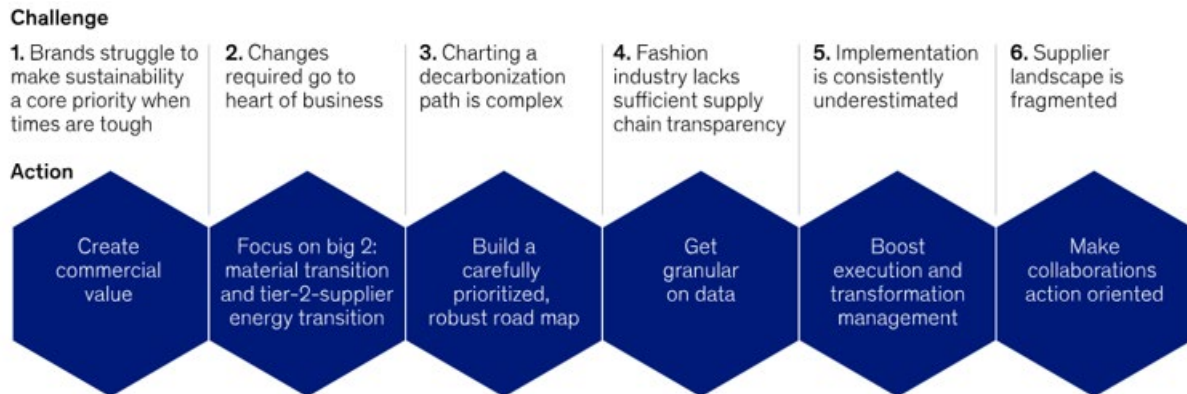 Challenge
1. Brands struggle to
make sustainability
a core priority when
times are tough
2. Changes
required go to
heart of business
3. Charting a
decarbonization
path is complex
4. Fashion
industry lacks
sufficient supply
chain transparency
5. Implementation
is consistently
underestimated
6. Supplier
landscape is
fragmented
Action
Create
commercial
value
Focus on big 2:
material transition
and tier-2-supplier
energy transition
Build a
carefully
prioritized,
robust road map
Get
granular
on data
Boost
execution and
transformation
management
Make
collaborations
action oriented